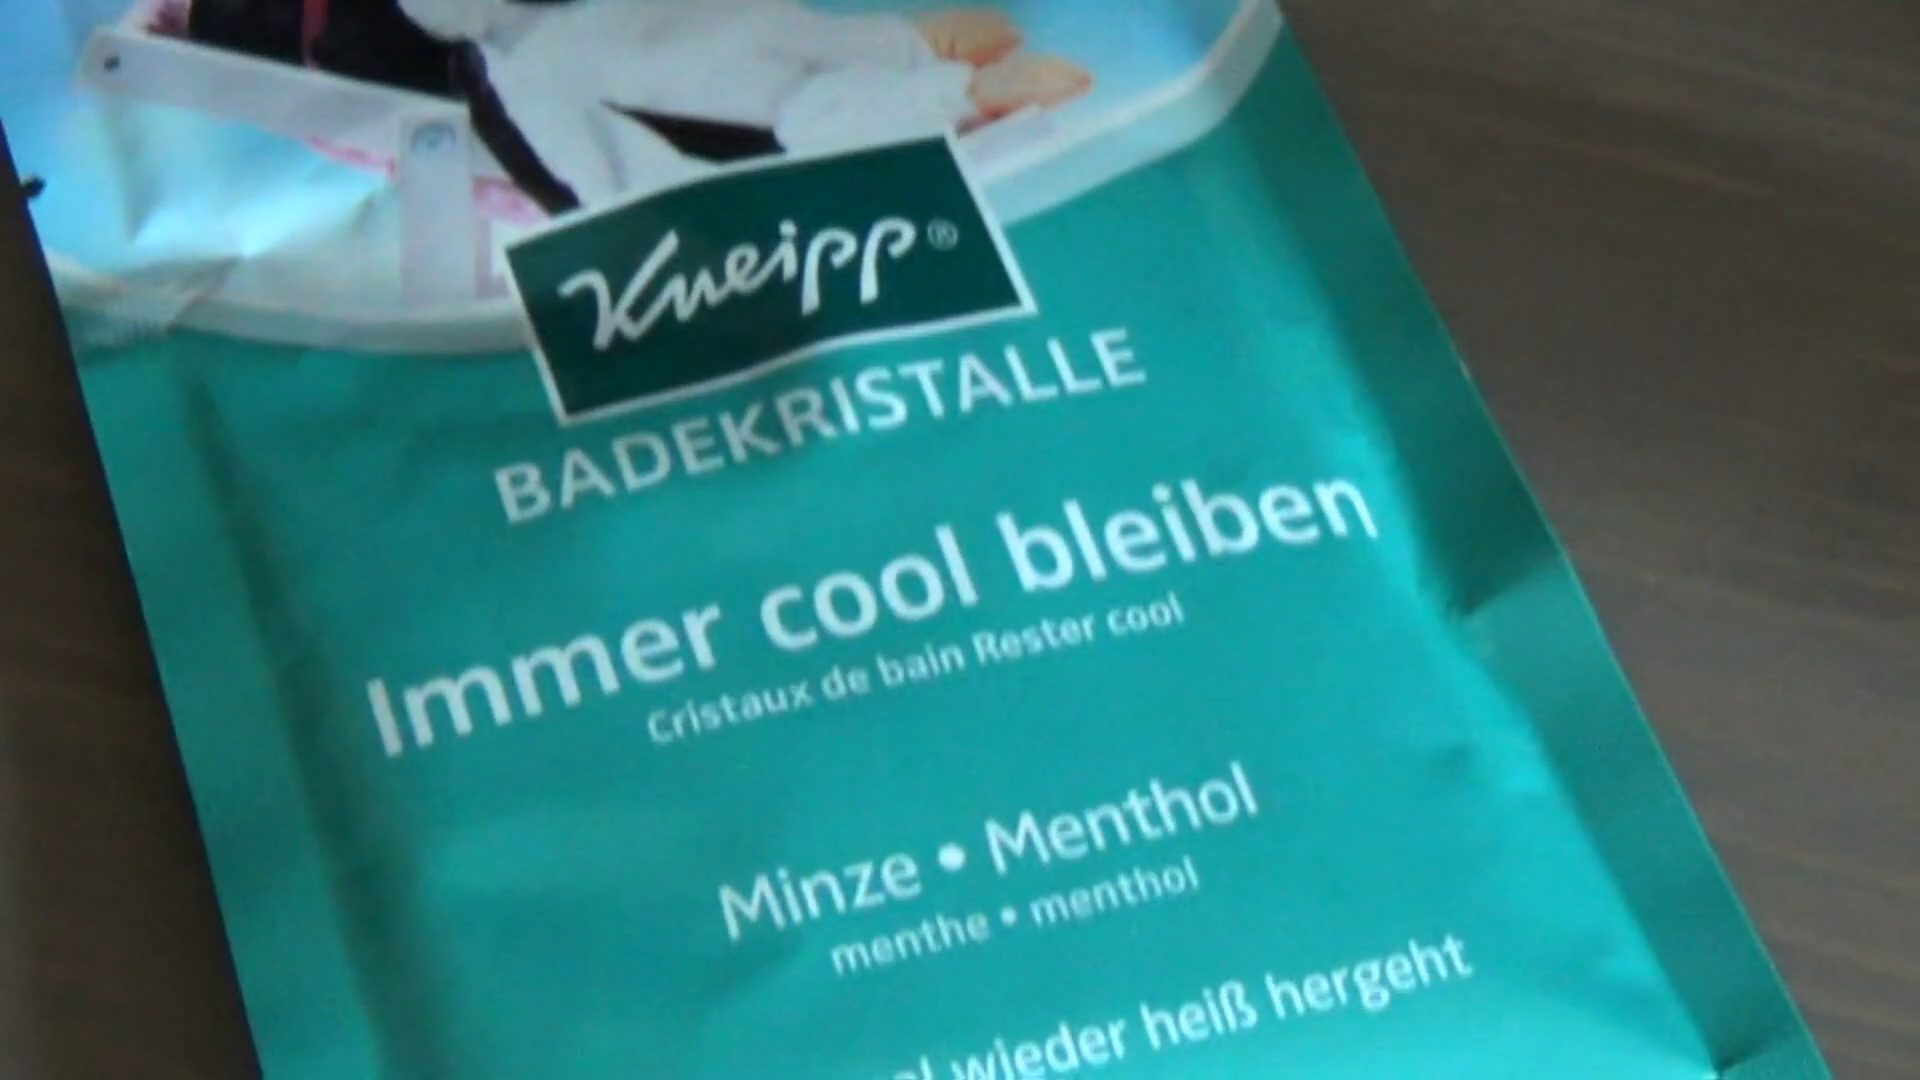 Kneipp®
BADEKRISTALLE
Immer cool bleiben
Cristaux de bain Rester cool
Minze • Menthol
menthe • menthol
wieder heiß hergeht